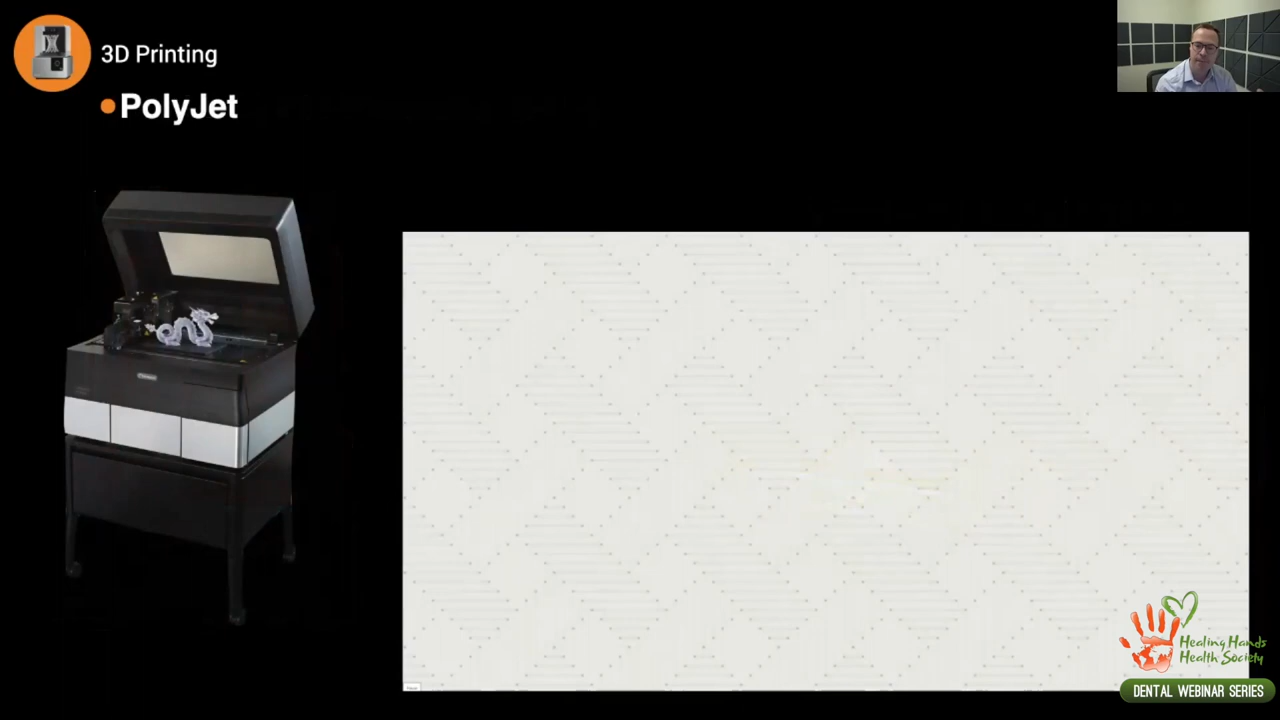 3D Printing
PolyJet
Healing Hands
Health Society
DENTAL WEBINAR SERIES